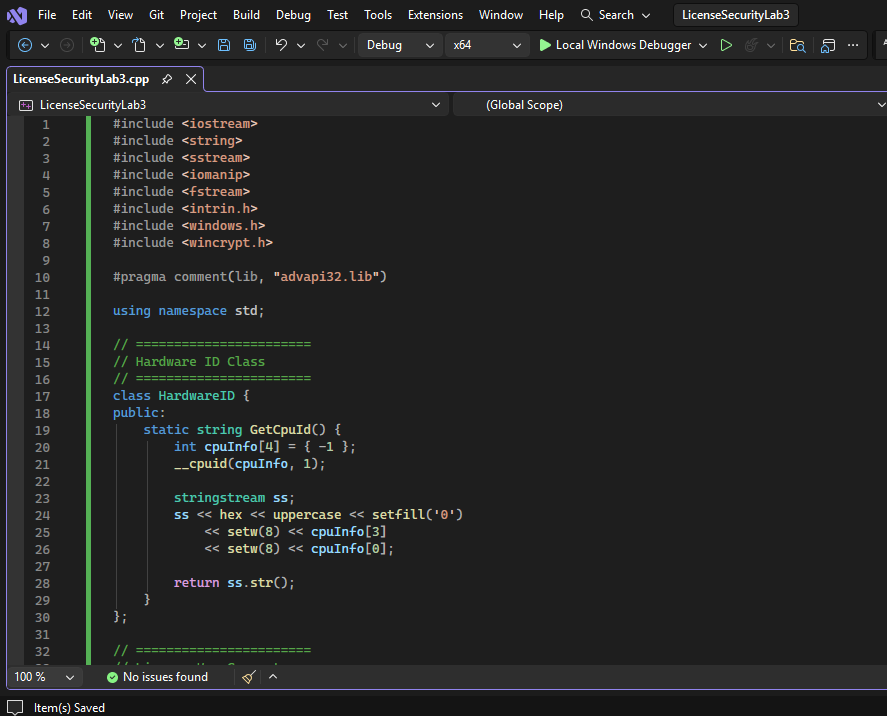 File Edit View Git Project Build Debug Test Tools Extensions Window Help Search LicenseSecurityLab3
Debug x64 Local Windows Debugger
LicenseSecurityLab3.cpp
LicenseSecurityLab3 (Global Scope)
1 #include <iostream>
2 #include <string>
3 #include <sstream>
4 #include <iomanip>
5 #include <fstream>
6 #include <intrin.h>
7 #include <windows.h>
8 #include <wincrypt.h>
9
10 #pragma comment(lib, "advapi32.lib")
11
12 using namespace std;
13
14 // =======================
15 // Hardware ID Class
16 // =======================
17 class HardwareID {
18 public:
19     static string GetCpuId() {
20         int cpuInfo[4] = { -1 };
21         __cpuid(cpuInfo, 1);
22
23         stringstream ss;
24         ss << hex << uppercase << setfill('0')
25             << setw(8) << cpuInfo[3]
26             << setw(8) << cpuInfo[0];
27
28         return ss.str();
29     }
30 };
31
32 // =======================
100 % No issues found
Item(s) Saved